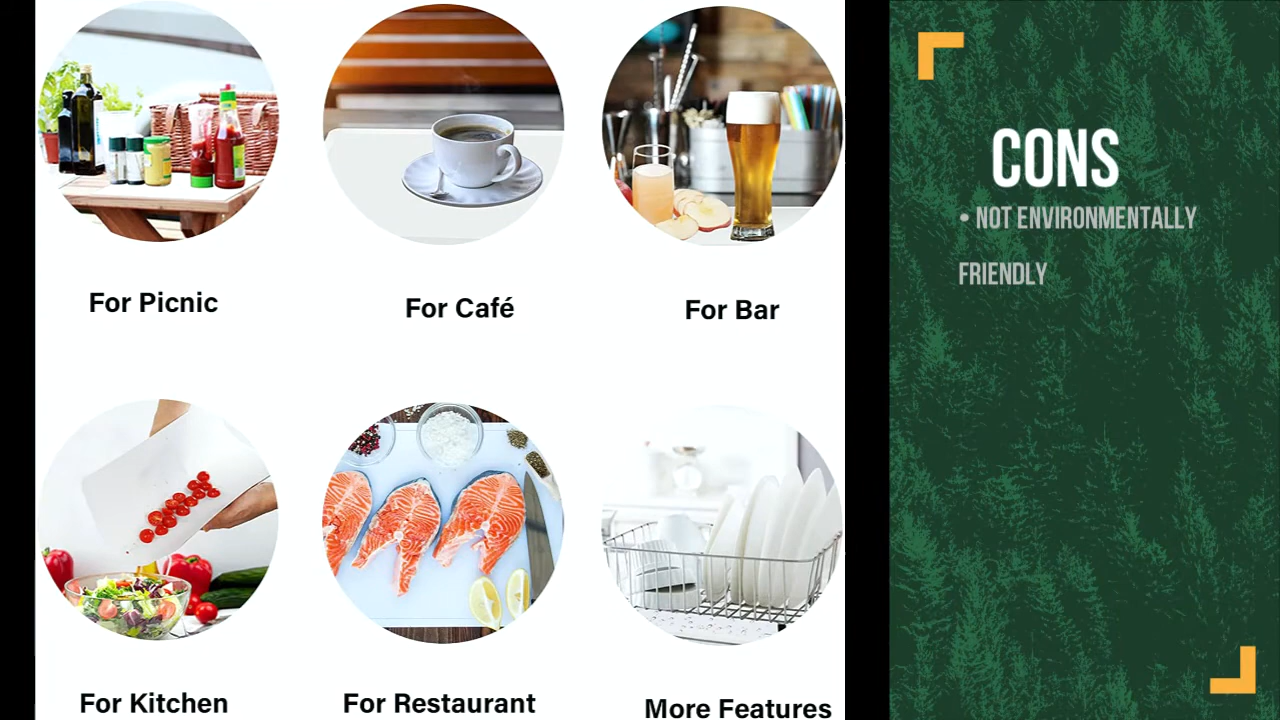 For Picnic
For Café
For Bar
For Kitchen
For Restaurant
More Features
CONS
• NOT ENVIRONMENTALLY
FRIENDLY